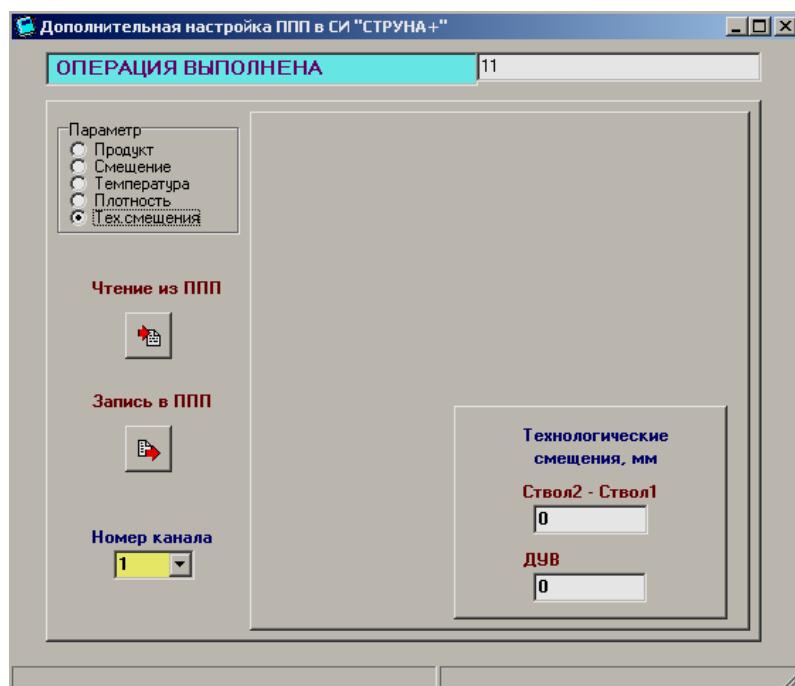 Дополнительная настройка ППП в СИ "СТРУНА+"
ОПЕРАЦИЯ ВЫПОЛНЕНА
11
Параметр
Продукт
Смещение
Температура
Плотность
Тех.смещения
Чтение из ППП
Запись в ППП
Номер канала
1
Технологические
смещения, мм
Ствол2 - Ствол1
0
ДУВ
0